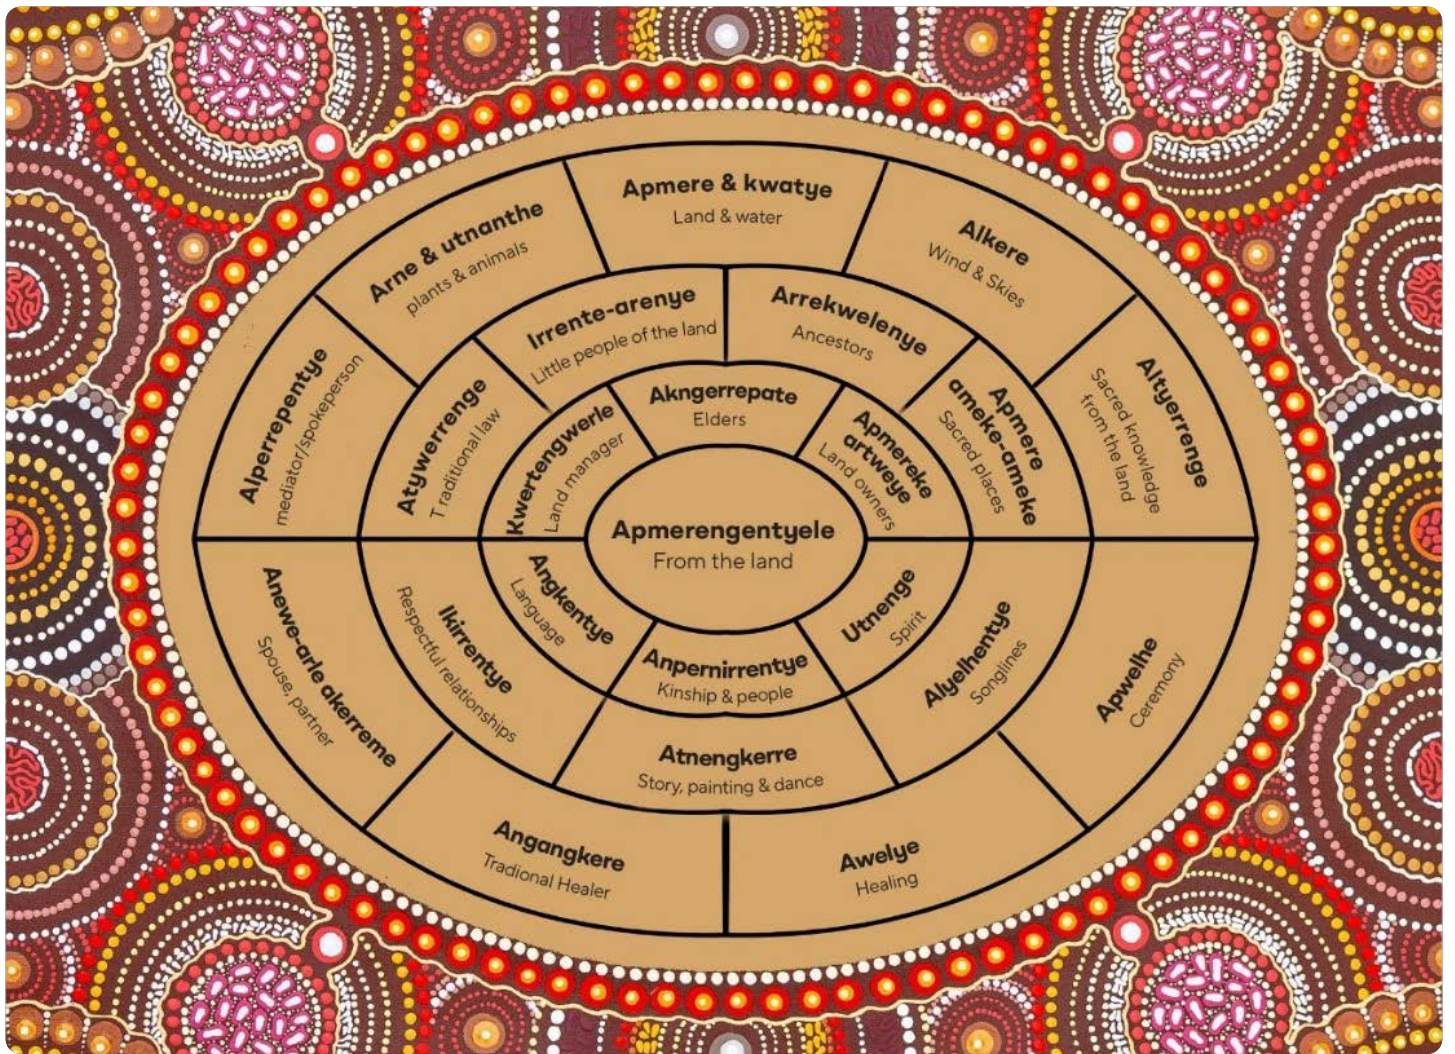 Apmere & kwatye
Land & water
Alkere
Wind & Skies
Altyerrenge
Sacred knowledge
from the land
Apwelhe
Ceremony
Awelye
Healing
Angangkere
Tradional Healer
Anewe-arle akerreme
Spouse, partner
Alperrepentye
mediator/spokeperson
Arne & utnanthe
plants & animals
Irrente-arenye
Little people of the land
Arrekwelenye
Ancestors
Apmere
ameke-ameke
Sacred places
Alyelhentye
Songlines
Atnengkerre
Story, painting & dance
Ikirrentye
Respectful relationships
Atywerrenge
Traditional law
Akngerrepate
Elders
Apmereke
artweye
Land owners
Utnenge
Spirit
Anpernirrentye
Kinship & people
Angkentye
Language
Kwertengwerle
Land manager
Apmerengentyele
From the land